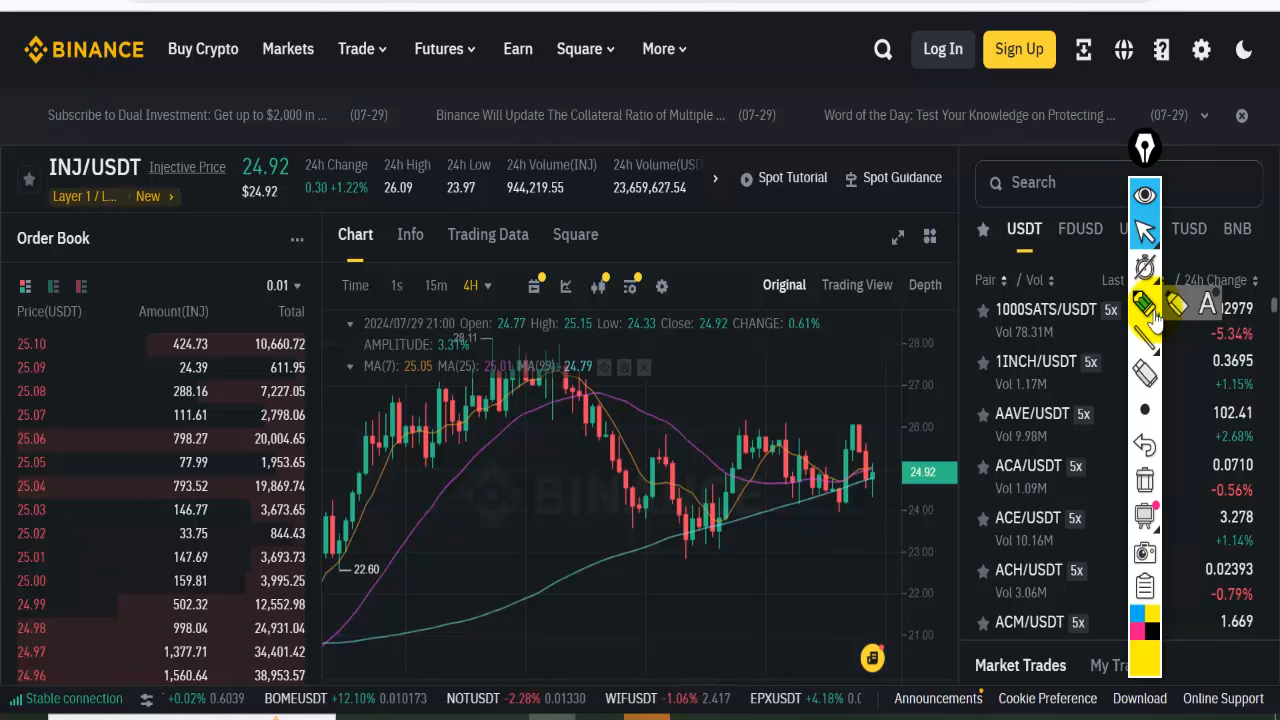 BINANCE Buy Crypto Markets Trade Futures Earn Square More Log In Sign Up
Subscribe to Dual Investment: Get up to $2,000 in ... (07-29) Binance Will Update The Collateral Ratio of Multiple ... (07-29) Word of the Day: Test Your Knowledge on Protecting ... (07-29)
INJ/USDT Injective Price 24.92 24h Change 24h High 24h Low 24h Volume(INJ) 24h Volume(USD Spot Tutorial Spot Guidance
Layer 1 / L... New $24.92 0.30 +1.22% 26.09 23.97 944,219.55 23,659,627.54
Order Book
0.01
Price(USDT) Amount(INJ) Total
25.10 424.73 10,660.72
25.09 24.39 611.95
25.08 288.16 7,227.05
25.07 111.61 2,798.06
25.06 798.27 20,004.65
25.05 77.99 1,953.65
25.04 793.52 19,869.74
25.03 146.77 3,673.65
25.02 33.75 844.43
25.01 147.69 3,693.73
25.00 159.81 3,995.25
24.99 502.32 12,552.98
24.98 998.04 24,931.04
24.97 1,377.71 34,401.42
24.96 1,560.64 38,953.57
Chart Info Trading Data Square
Time 1s 15m 4H Original Trading View Depth
2024/07/29 21:00 Open: 24.77 High: 25.15 Low: 24.33 Close: 24.92 CHANGE: 0.61%
AMPLITUDE: 3.31% 28.11
MA(7): 25.05 MA(25): 25.01 MA(99): 24.79
28.00
27.00
26.00
24.92
24.00
23.00
22.00
21.00
22.60
BINANCE
Search
USDT FDUSD TUSD BNB
Pair / Vol Last / 24h Change
1000SATS/USDT 5x
Vol 78.31M -5.34%
1INCH/USDT 5x 0.3695
Vol 1.17M +1.15%
AAVE/USDT 5x 102.41
Vol 9.98M +2.68%
ACA/USDT 5x 0.0710
Vol 1.09M -0.56%
ACE/USDT 5x 3.278
Vol 10.16M +1.14%
ACH/USDT 5x 0.02393
Vol 3.06M -0.79%
ACM/USDT 5x 1.669
A
Market Trades My
Stable connection +0.02% 0.6039 BOMEUSDT +12.10% 0.010173 NOTUSDT -2.28% 0.01330 WIFUSDT -1.06% 2.417 EPXUSDT +4.18% Announcements Cookie Preference Download Online Support